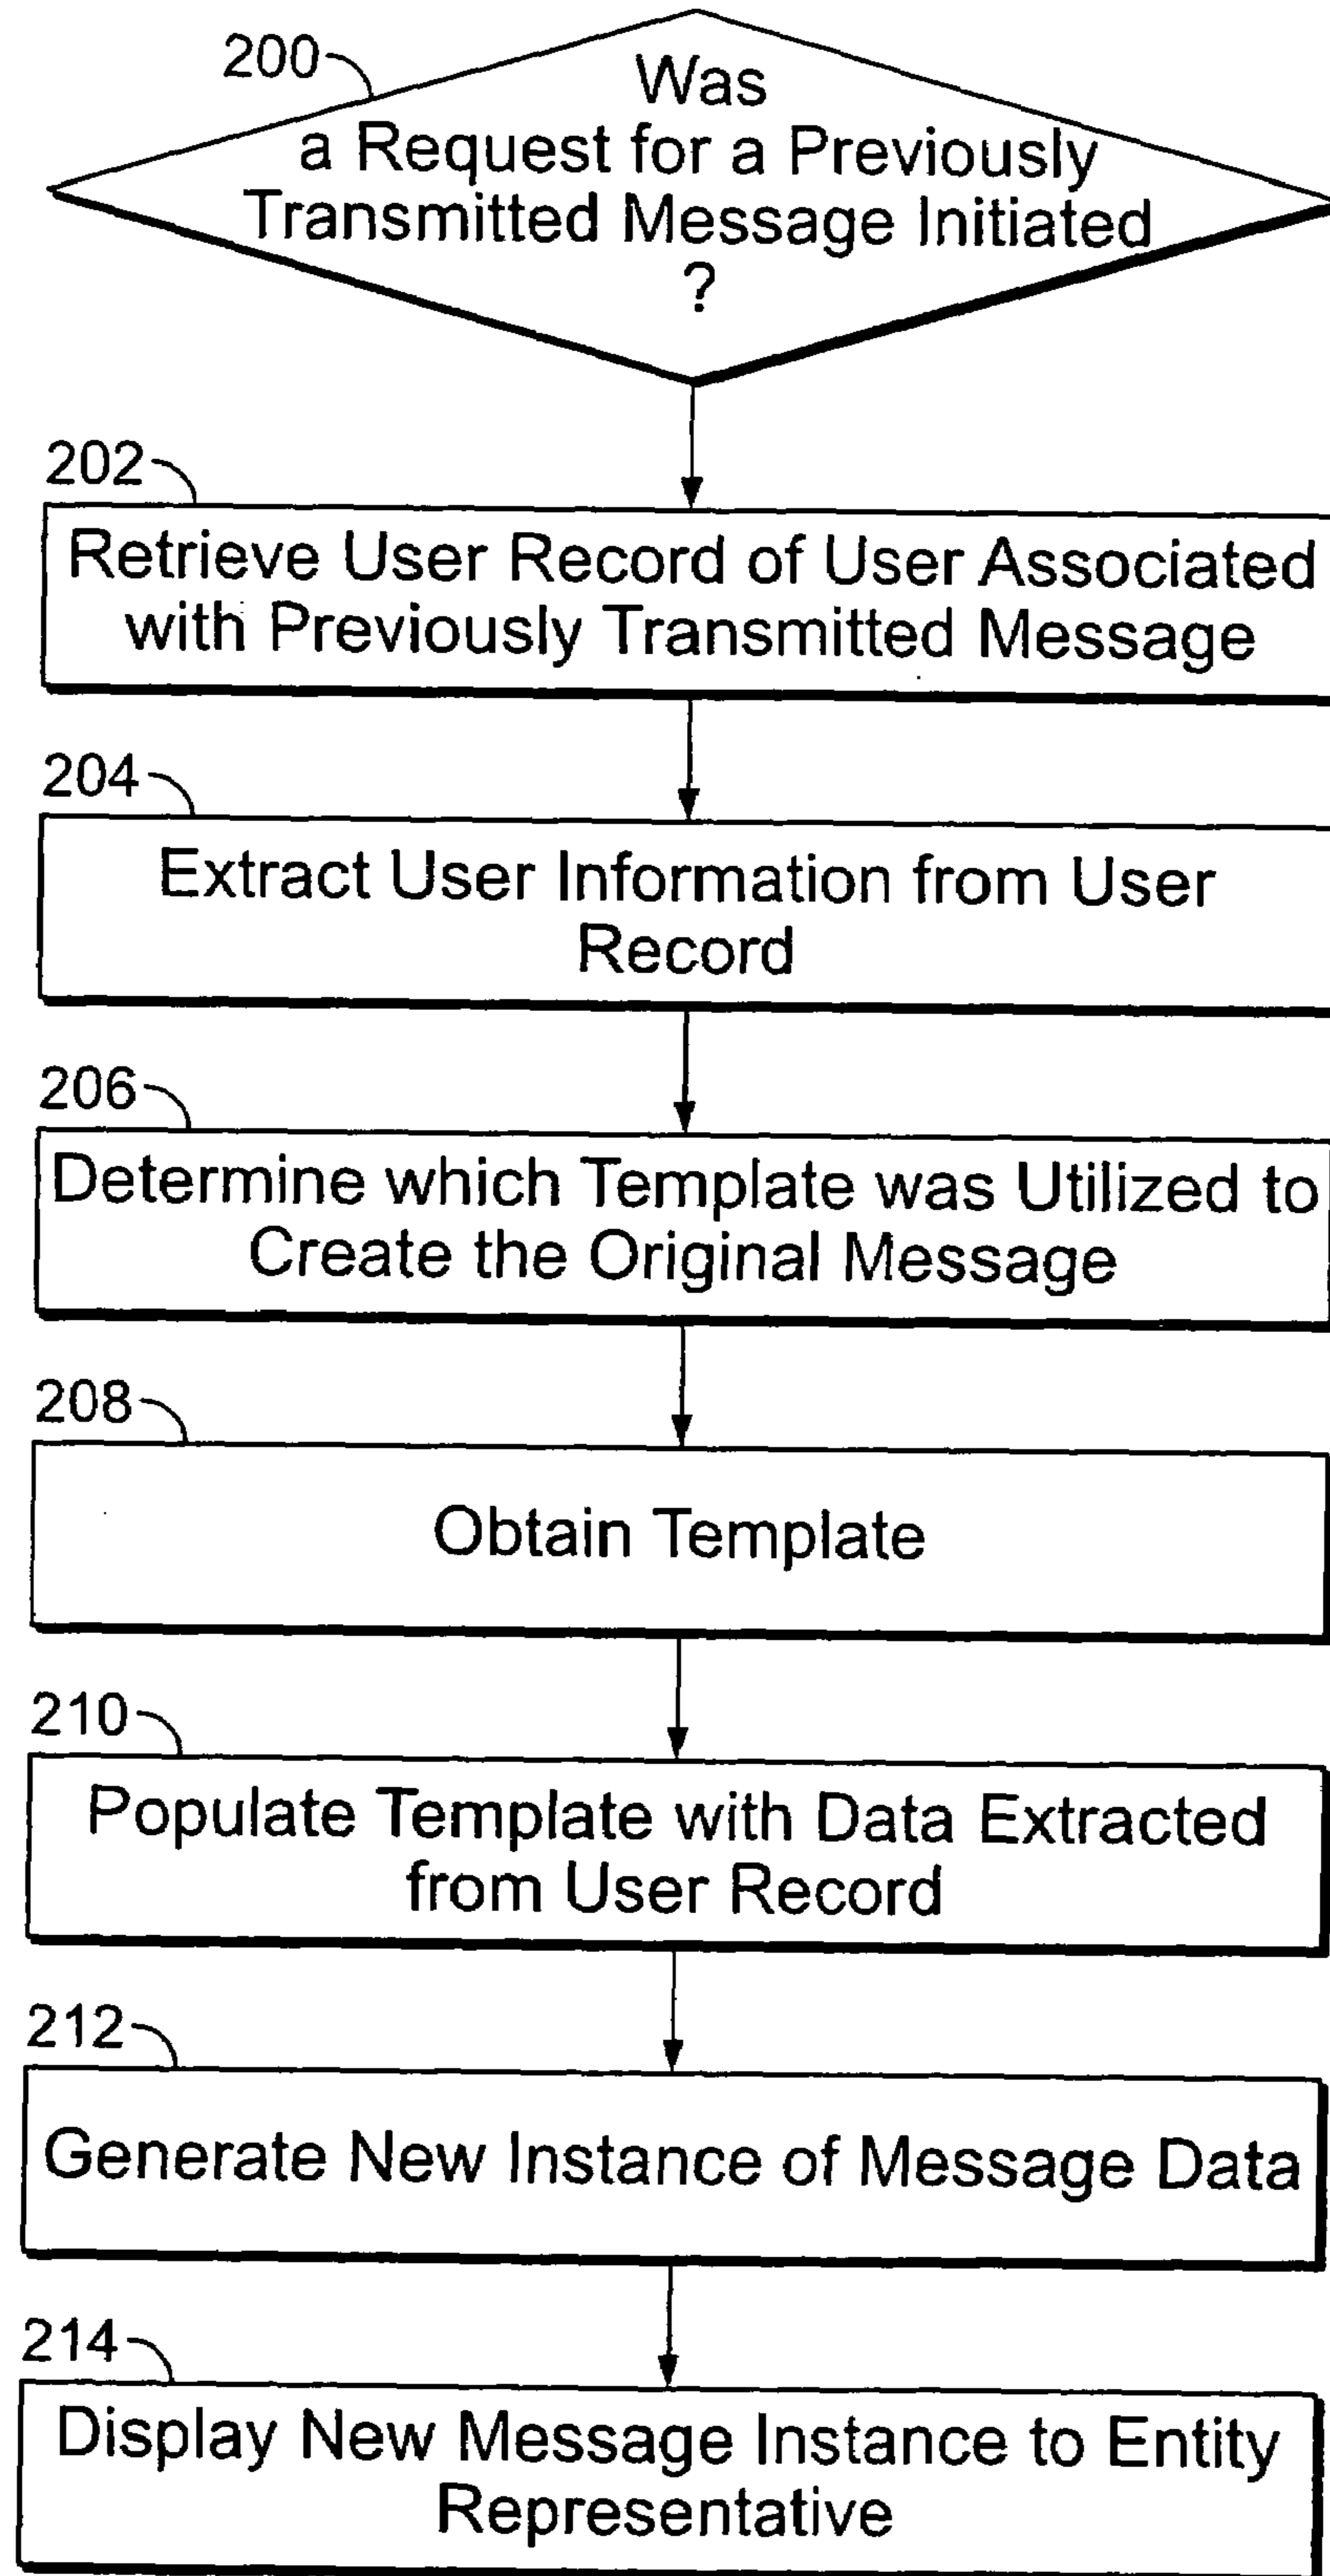 200
Was
a Request for a Previously
Transmitted Message Initiated
?
202
Retrieve User Record of User Associated
with Previously Transmitted Message
204
Extract User Information from User
Record
206
Determine which Template was Utilized to
Create the Original Message
208
Obtain Template
210
Populate Template with Data Extracted
from User Record
212
Generate New Instance of Message Data
214
Display New Message Instance to Entity
Representative